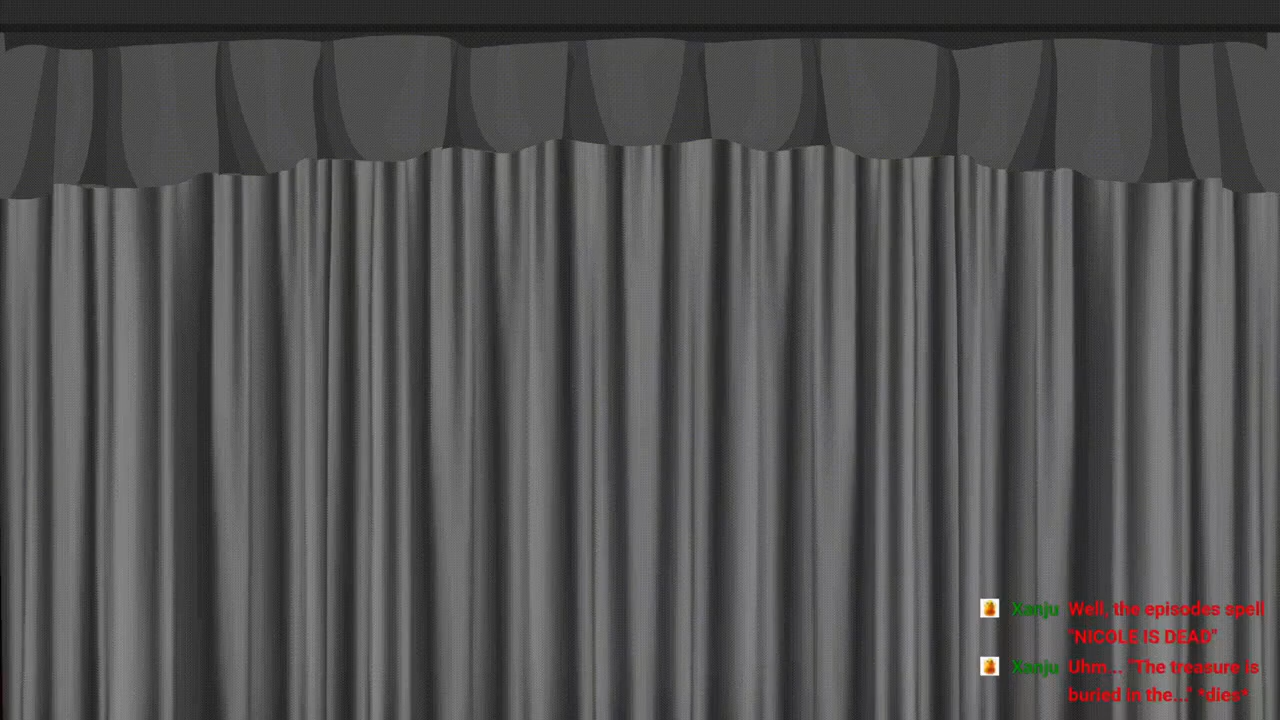 Xanju Well, the episodes spell
"NICOLE IS DEAD"
Xanju Uhm... "The treasure is
buried in the..." *dies*